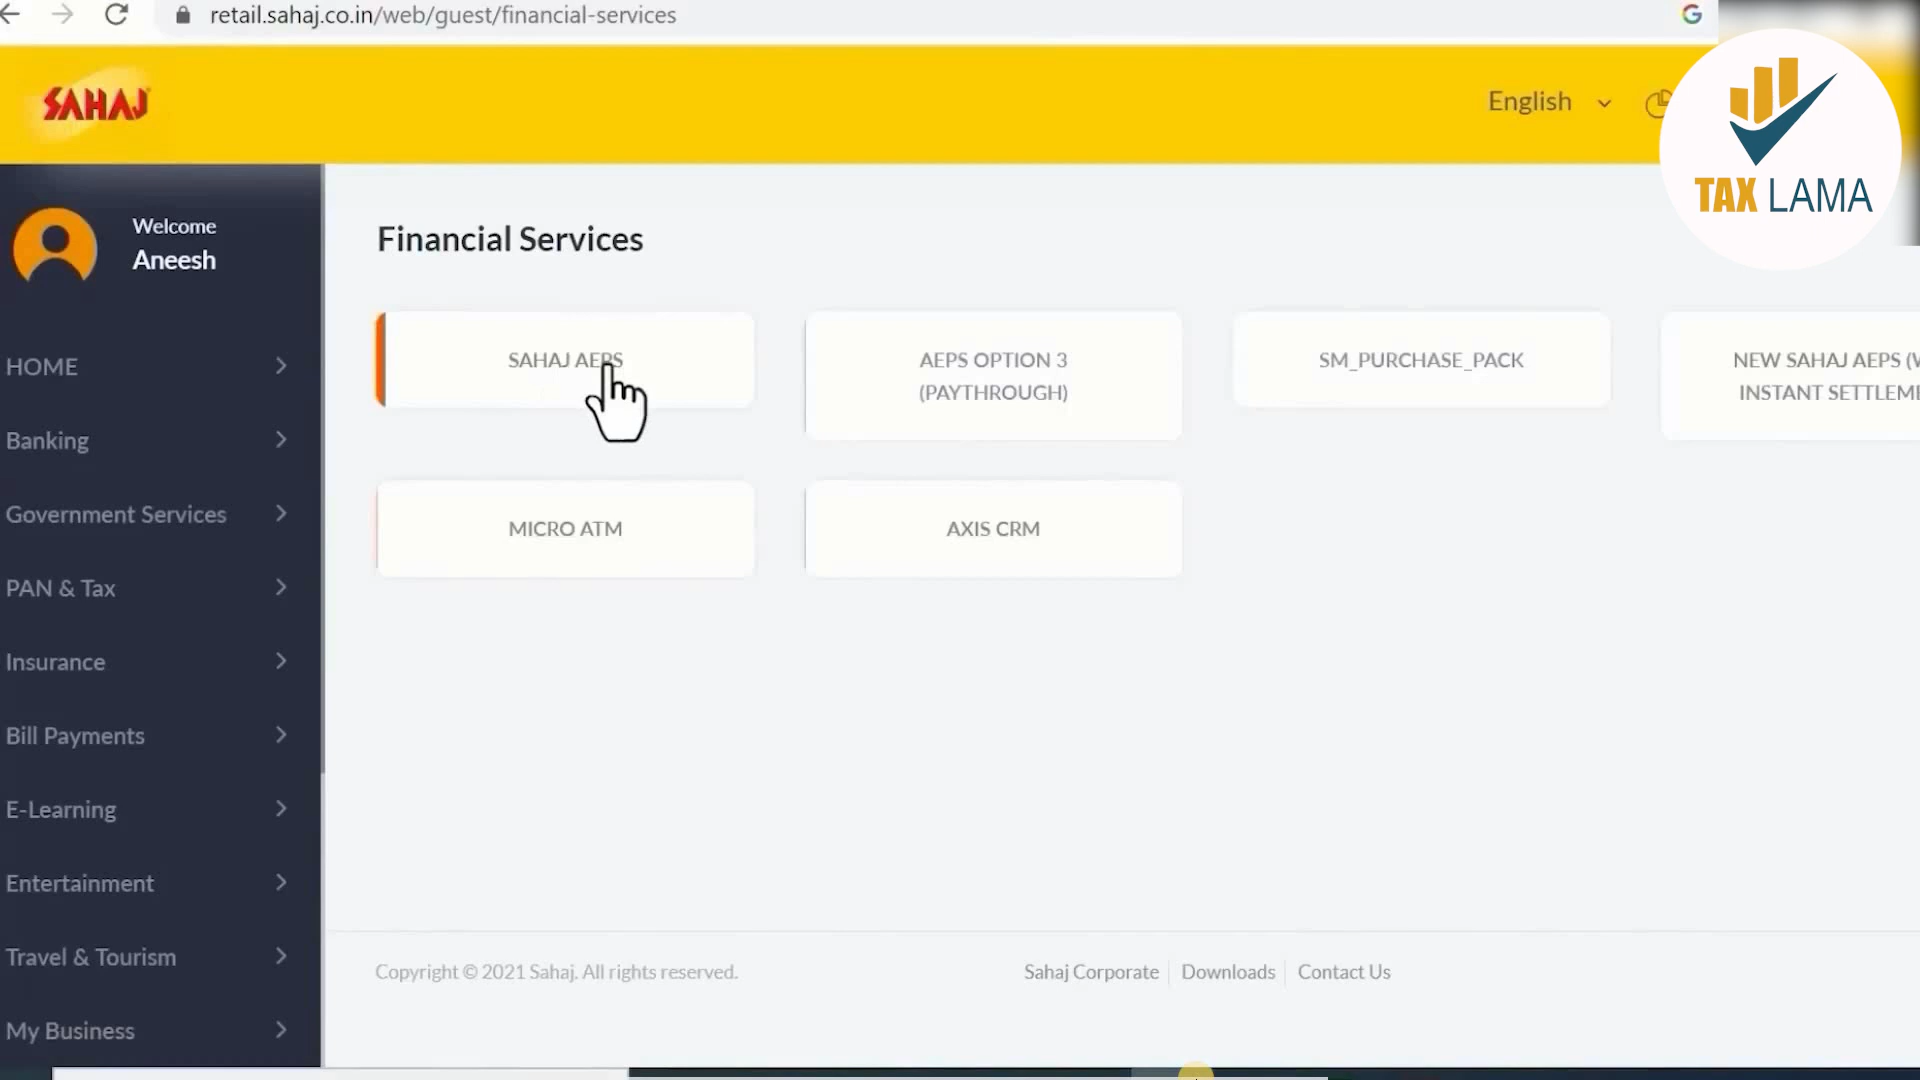 retail.sahaj.co.in/web/guest/financial-services
SAHAJ
English
TAX LAMA
Welcome
Aneesh
HOME
Banking
Government Services
PAN & Tax
Insurance
Bill Payments
E-Learning
Entertainment
Travel & Tourism
My Business
Financial Services
SAHAJ AEPS
AEPS OPTION 3
(PAYTHROUGH)
SM_PURCHASE_PACK
NEW SAHAJ AEPS (
INSTANT
MICRO ATM
AXIS CRM
Copyright © 2021 Sahaj. All rights reserved.
Sahaj Corporate
Downloads
Contact Us